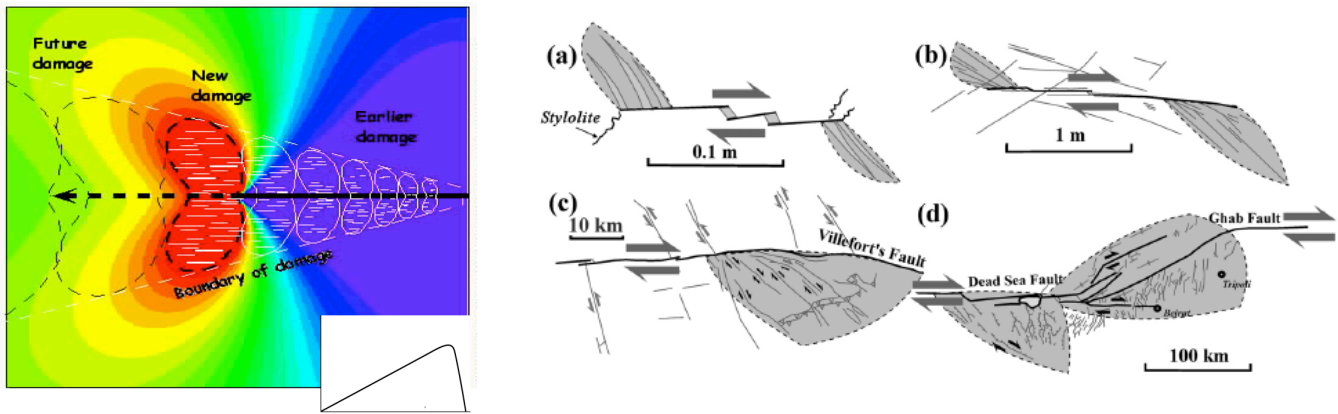 Future
damage
New
damage
Earlier
damage
Boundary of damage
(a)
Stylolite
0.1 m
(b)
1 m
(c)
10 km
Villefort's Fault
(d)
Ghab Fault
Dead Sea Fault
Tripoli
Beirut
100 km